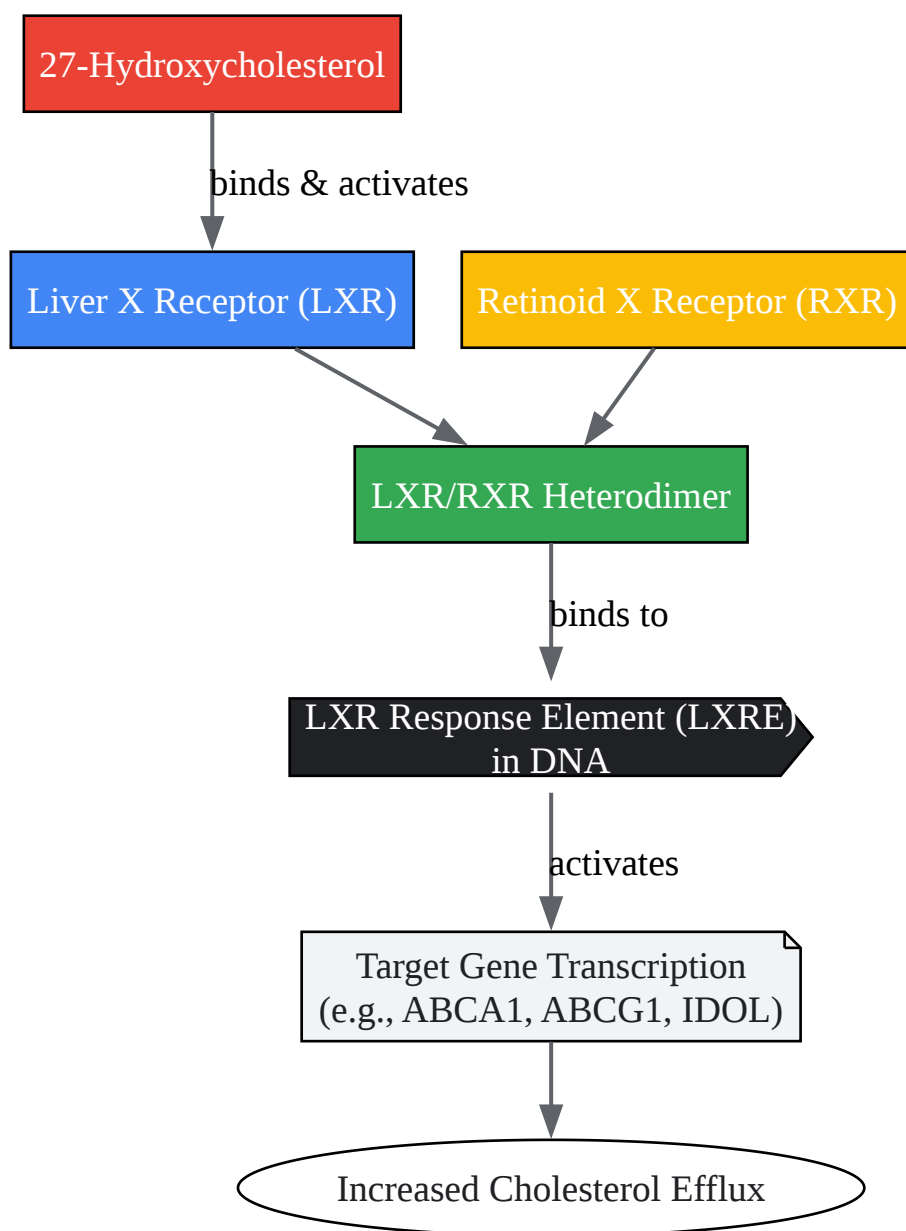 27-Hydroxycholesterol
binds & activates
Liver X Receptor (LXR)
Retinoid X Receptor (RXR)
LXR/RXR Heterodimer
binds to
LXR Response Element (LXRE)
in DNA
activates
Target Gene Transcription
(e.g., ABCA1, ABCG1, IDOL)
Increased Cholesterol Efflux